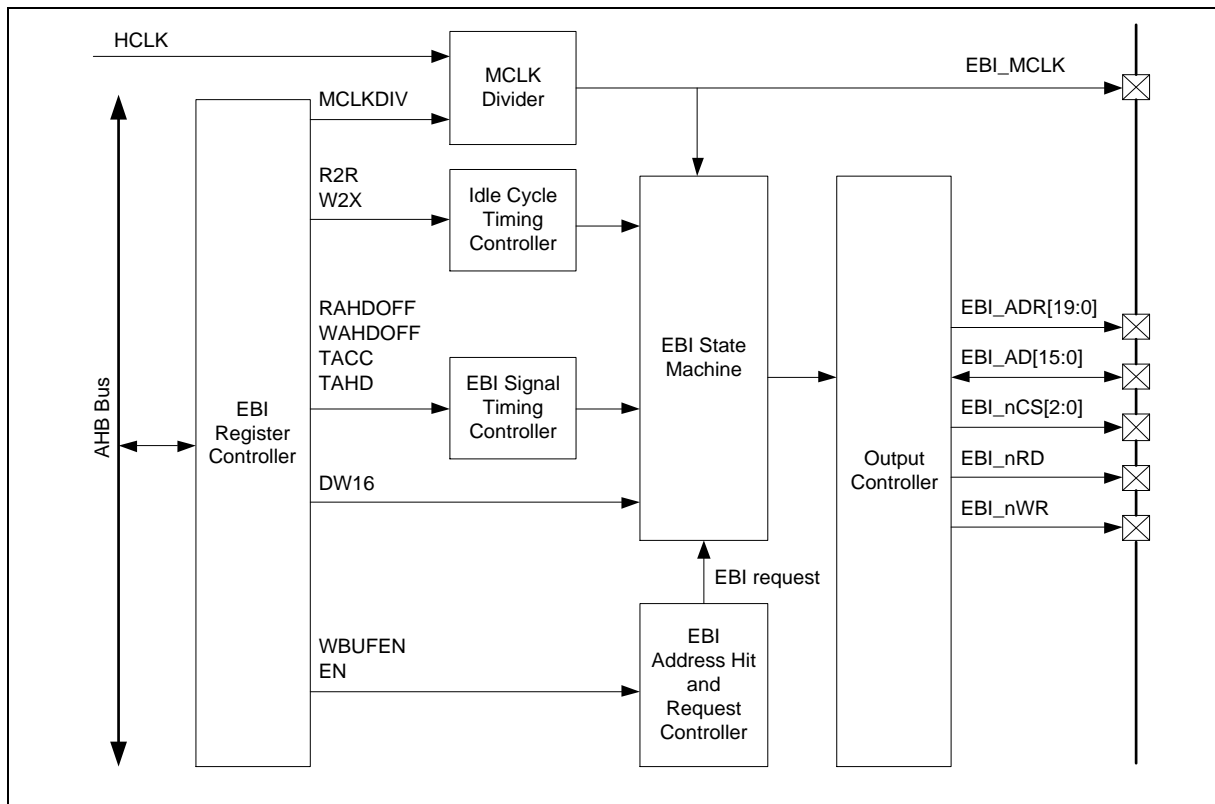 HCLK
MCLK
Divider
EBI_MCLK
MCLKDIV
R2R
W2X
Idle Cycle
Timing
Controller
RAHDOFF
WAHDOFF
TACC
TAHD
EBI Signal
Timing
Controller
EBI State
Machine
EBI_ADR[19:0]
EBI_AD[15:0]
EBI_nCS[2:0]
EBI_nRD
EBI_nWR
AHB Bus
EBI
Register
Controller
Output
Controller
DW16
EBI request
WBUFEN
EN
EBI
Address Hit
and
Request
Controller